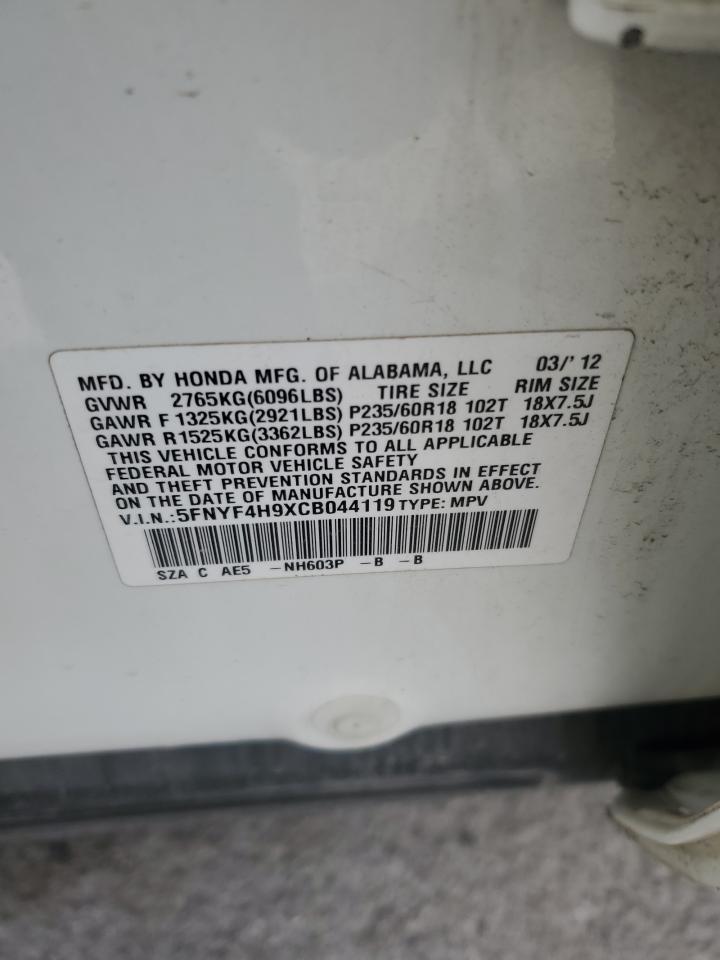 MFD. BY HONDA MFG. OF ALABAMA, LLC 03/'12
GVWR 2765KG(6096LBS) TIRE SIZE RIM SIZE
GAWR F 1325KG(2921LBS) P235/60R18 102T 18X7.5J
GAWR R1525KG(3362LBS) P235/60R18 102T 18X7.5J
THIS VEHICLE CONFORMS TO ALL APPLICABLE
FEDERAL MOTOR VEHICLE SAFETY
AND THEFT PREVENTION STANDARDS IN EFFECT
ON THE DATE OF MANUFACTURE SHOWN ABOVE.
V.I.N.:5FNYF4H9XCB044119 TYPE: MPV
SZA C AE5 -NH603P -B -B